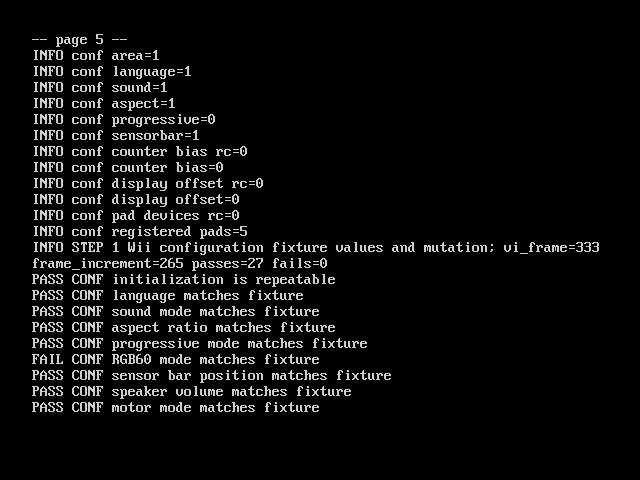 -- page 5 --
INFO conf area=1
INFO conf language=1
INFO conf sound=1
INFO conf aspect=1
INFO conf progressive=0
INFO conf sensorbar=1
INFO conf counter bias rc=0
INFO conf counter bias=0
INFO conf display offset rc=0
INFO conf display offset=0
INFO conf pad devices rc=0
INFO conf registered pads=5
INFO STEP 1 Wii configuration fixture values and mutation; vi_frame=333
frame_increment=265 passes=27 fails=0
PASS CONF initialization is repeatable
PASS CONF language matches fixture
PASS CONF sound mode matches fixture
PASS CONF aspect ratio matches fixture
PASS CONF progressive mode matches fixture
FAIL CONF RGB60 mode matches fixture
PASS CONF sensor bar position matches fixture
PASS CONF speaker volume matches fixture
PASS CONF motor mode matches fixture